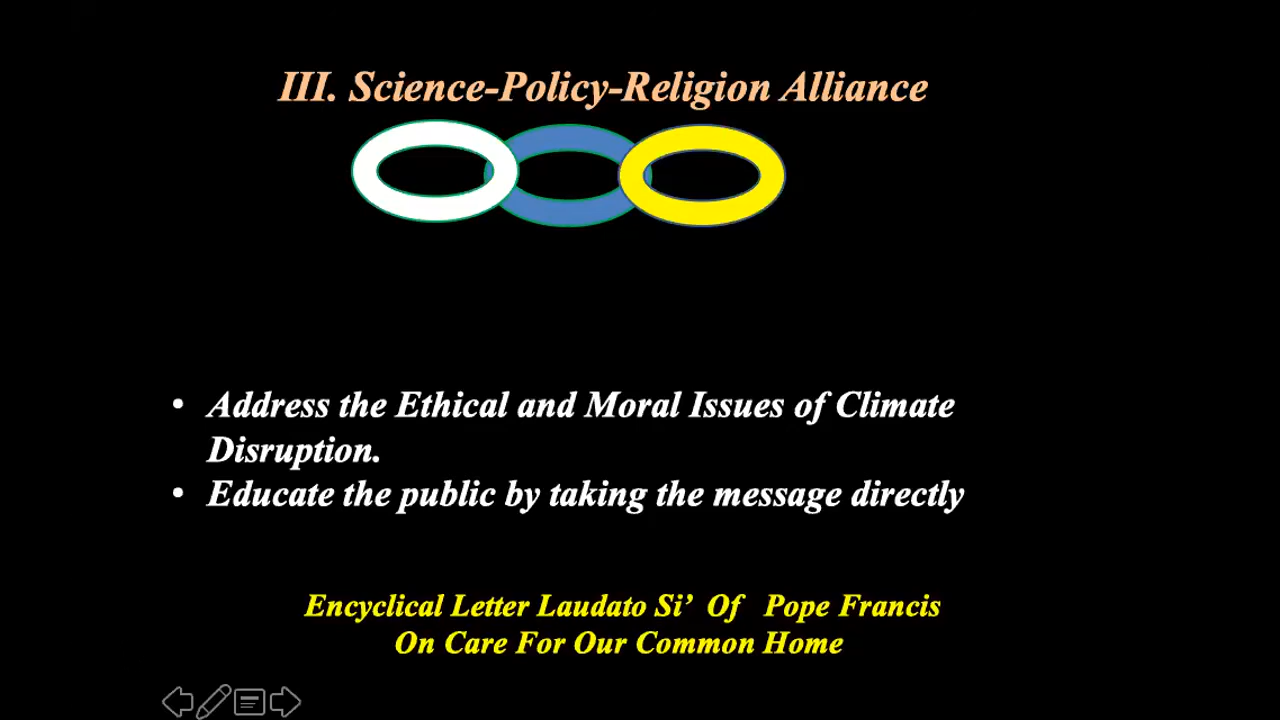 III. Science-Policy-Religion Alliance
• Address the Ethical and Moral Issues of Climate
Disruption.
• Educate the public by taking the message directly
Encyclical Letter Laudato Si’ Of Pope Francis
On Care For Our Common Home